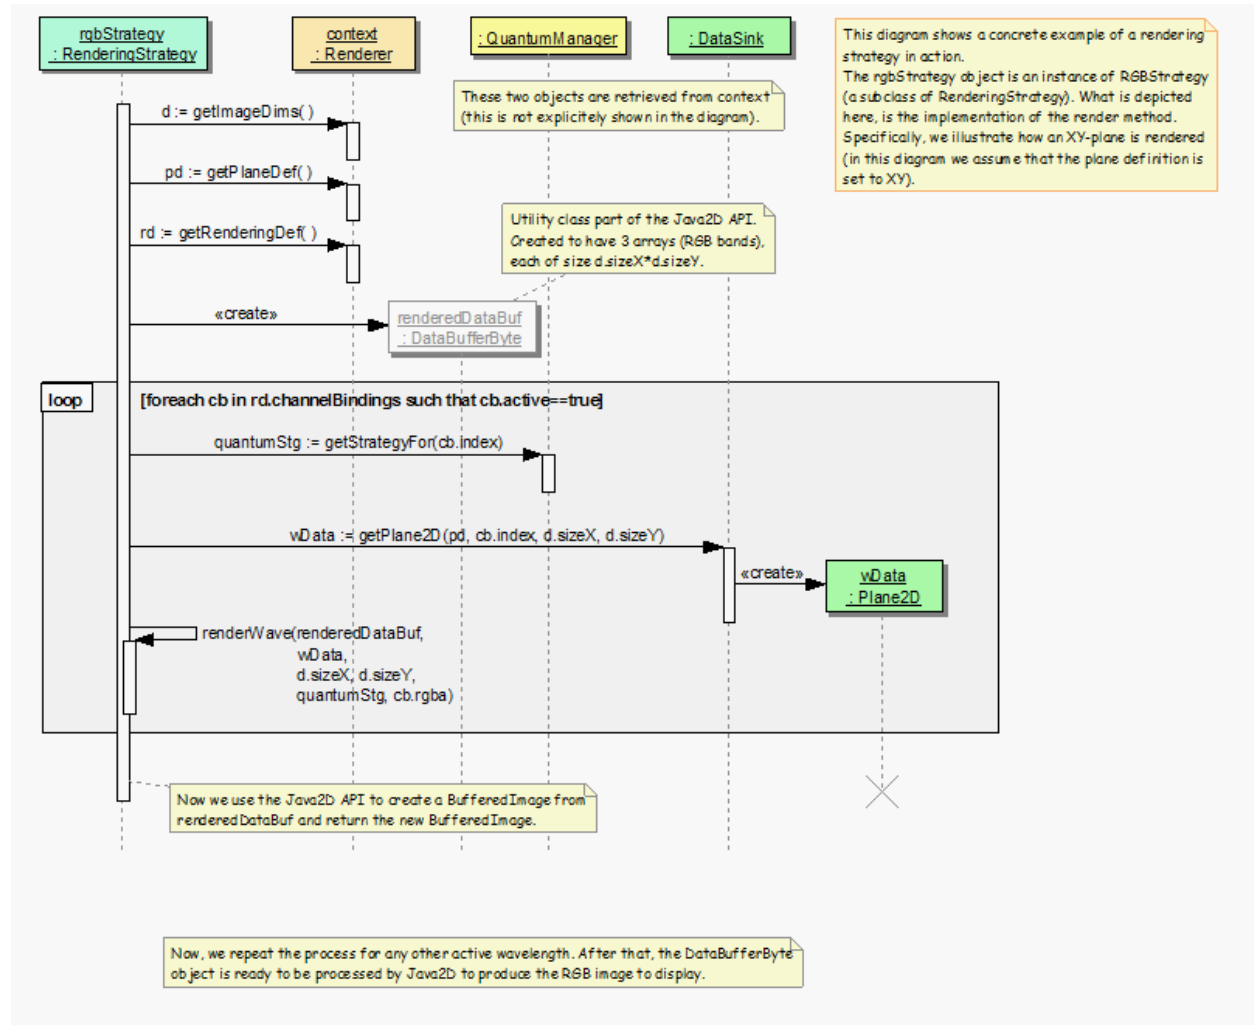 rgbStrategy
: RenderingStrategy
context
: Renderer
: QuantumManager
: DataSink
This diagram shows a concrete example of a rendering
strategy in action.
The rgbStrategy object is an instance of RGBStrategy
(a subclass of RenderingStrategy). What is depicted
here, is the implementation of the render method.
Specifically, we illustrate how an XY-plane is rendered
(in this diagram we assume that the plane definition is
set to XY).
These two objects are retrieved from context
(this is not explicitely shown in the diagram).
d := getImageDims( )
pd := getPlaneDef( )
rd := getRenderingDef( )
Utility class part of the Java2D API.
Created to have 3 arrays (RGB bands),
each of size d.sizeX*d.sizeY.
«create»
renderedDataBuf
: DataBufferByte
loop
[foreach cb in rd.channelBindings such that cb.active==true]
quantumStg := getStrategyFor(cb.index)
wData := getPlane2D(pd, cb.index, d.sizeX, d.sizeY)
«create»
wData
: Plane2D
renderWave(renderedDataBuf,
wData,
d.sizeX, d.sizeY,
quantumStg, cb.rgba)
Now we use the Java2D API to create a BufferedImage from
renderedDataBuf and return the new BufferedImage.
Now, we repeat the process for any other active wavelength. After that, the DataBufferByte
object is ready to be processed by Java2D to produce the RGB image to display.